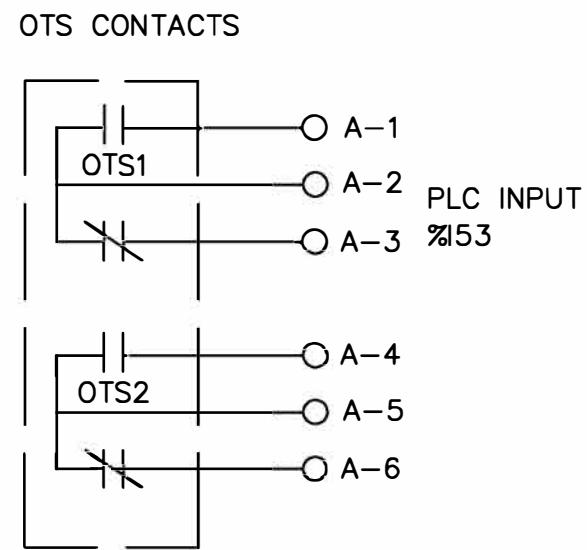 OTS CONTACTS
A-1
OTS1
A-2
PLC INPUT
%I53
A-3
A-4
OTS2
A-5
A-6